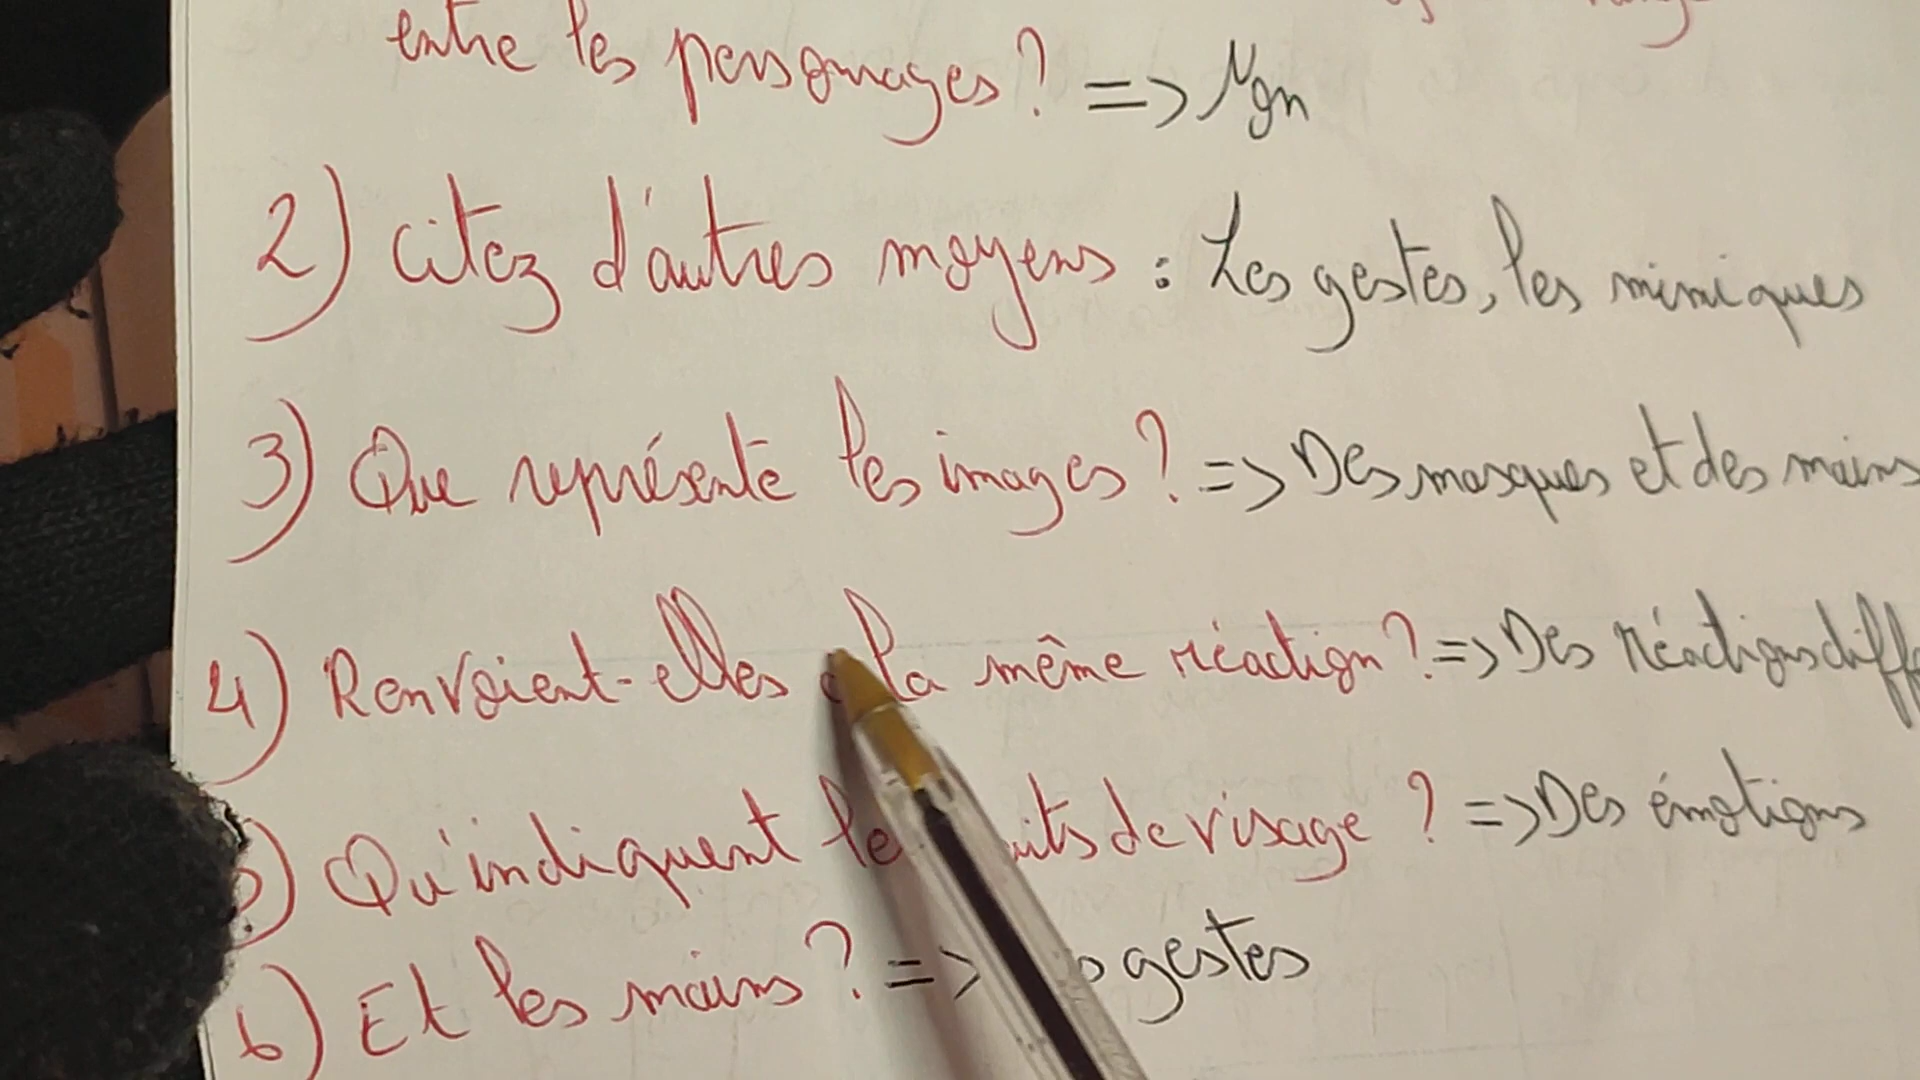 entre les personnages ? => Non
2) Citez d'autres moyens : Les gestes, les mimiques
3) Que représente les images ? => Des masques et des mains
4) Renvoient-elles la même réaction ? => Des réactions
Qu'indiquent de visage ? => Des émotions
6) Et les mains ? => gestes